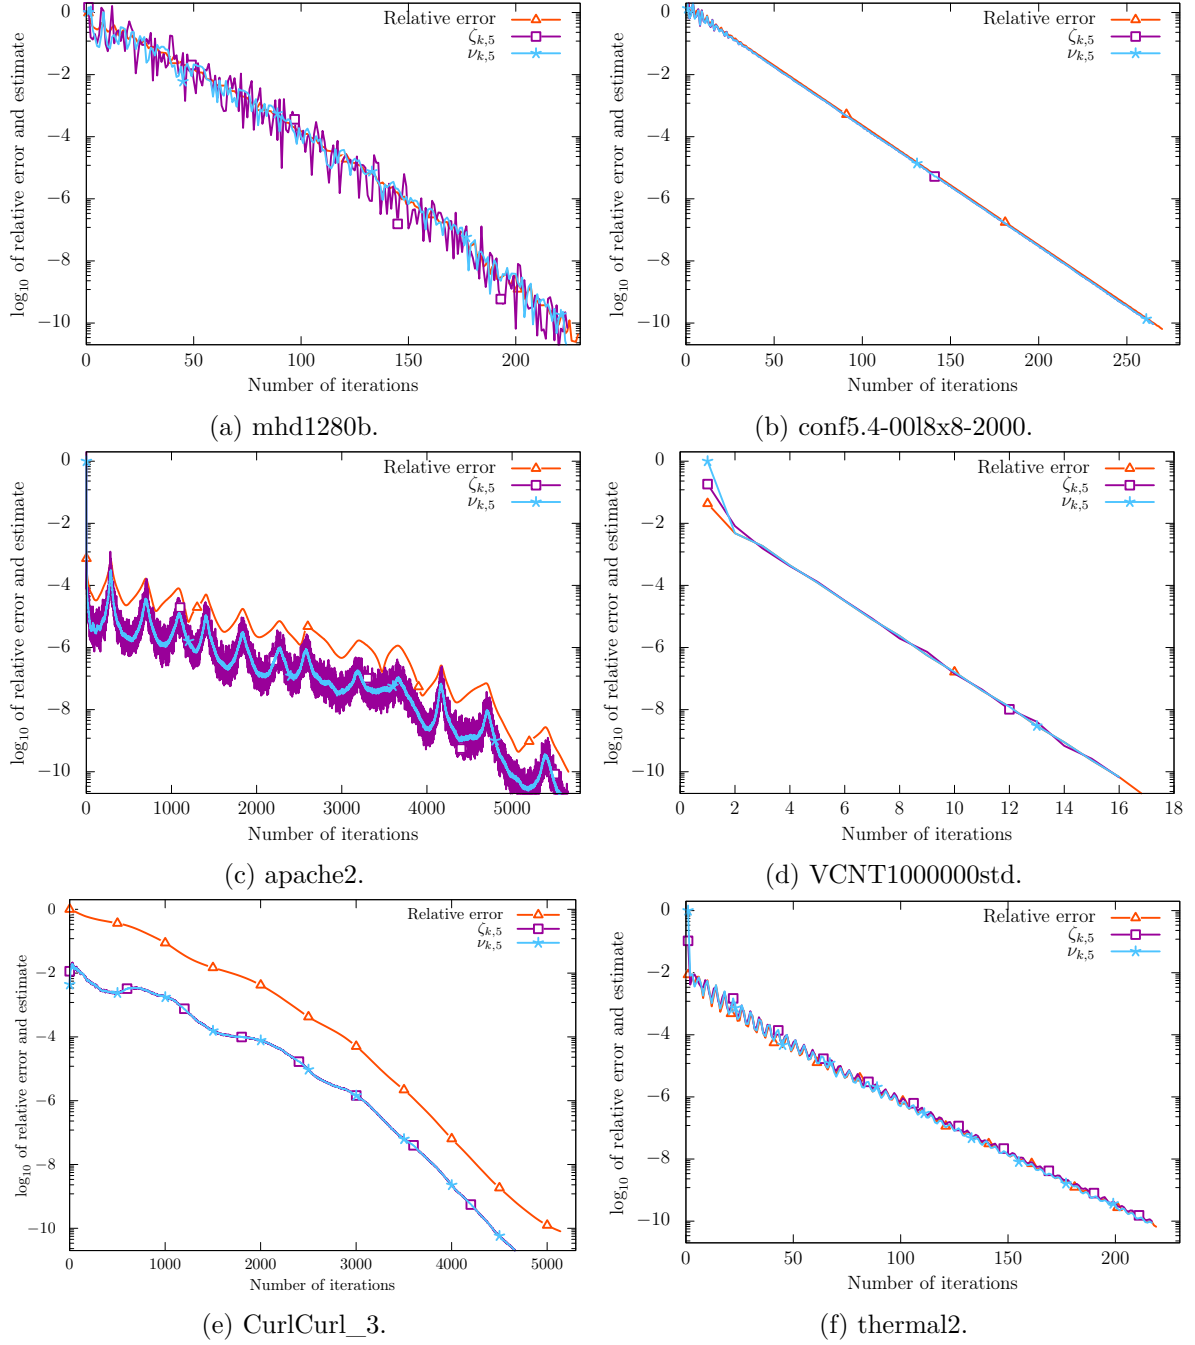 log10 of relative error and estimate
0
−2
−4
−6
−8
−10
Relative error
ζk,5
νk,5
0 50 100 150 200
Number of iterations
(a) mhd1280b.
log10 of relative error and estimate
0
−2
−4
−6
−8
−10
Relative error
ζk,5
νk,5
0 50 100 150 200 250
Number of iterations
(b) conf5.4-00l8x8-2000.
log10 of relative error and estimate
0
−2
−4
−6
−8
−10
Relative error
ζk,5
νk,5
0 1000 2000 3000 4000 5000
Number of iterations
(c) apache2.
log10 of relative error and estimate
0
−2
−4
−6
−8
−10
Relative error
ζk,5
νk,5
0 2 4 6 8 10 12 14 16 18
Number of iterations
(d) VCNT1000000std.
log10 of relative error and estimate
0
−2
−4
−6
−8
−10
Relative error
ζk,5
νk,5
0 1000 2000 3000 4000 5000
Number of iterations
(e) CurlCurl_3.
log10 of relative error and estimate
0
−2
−4
−6
−8
−10
Relative error
ζk,5
νk,5
0 50 100 150 200
Number of iterations
(f) thermal2.